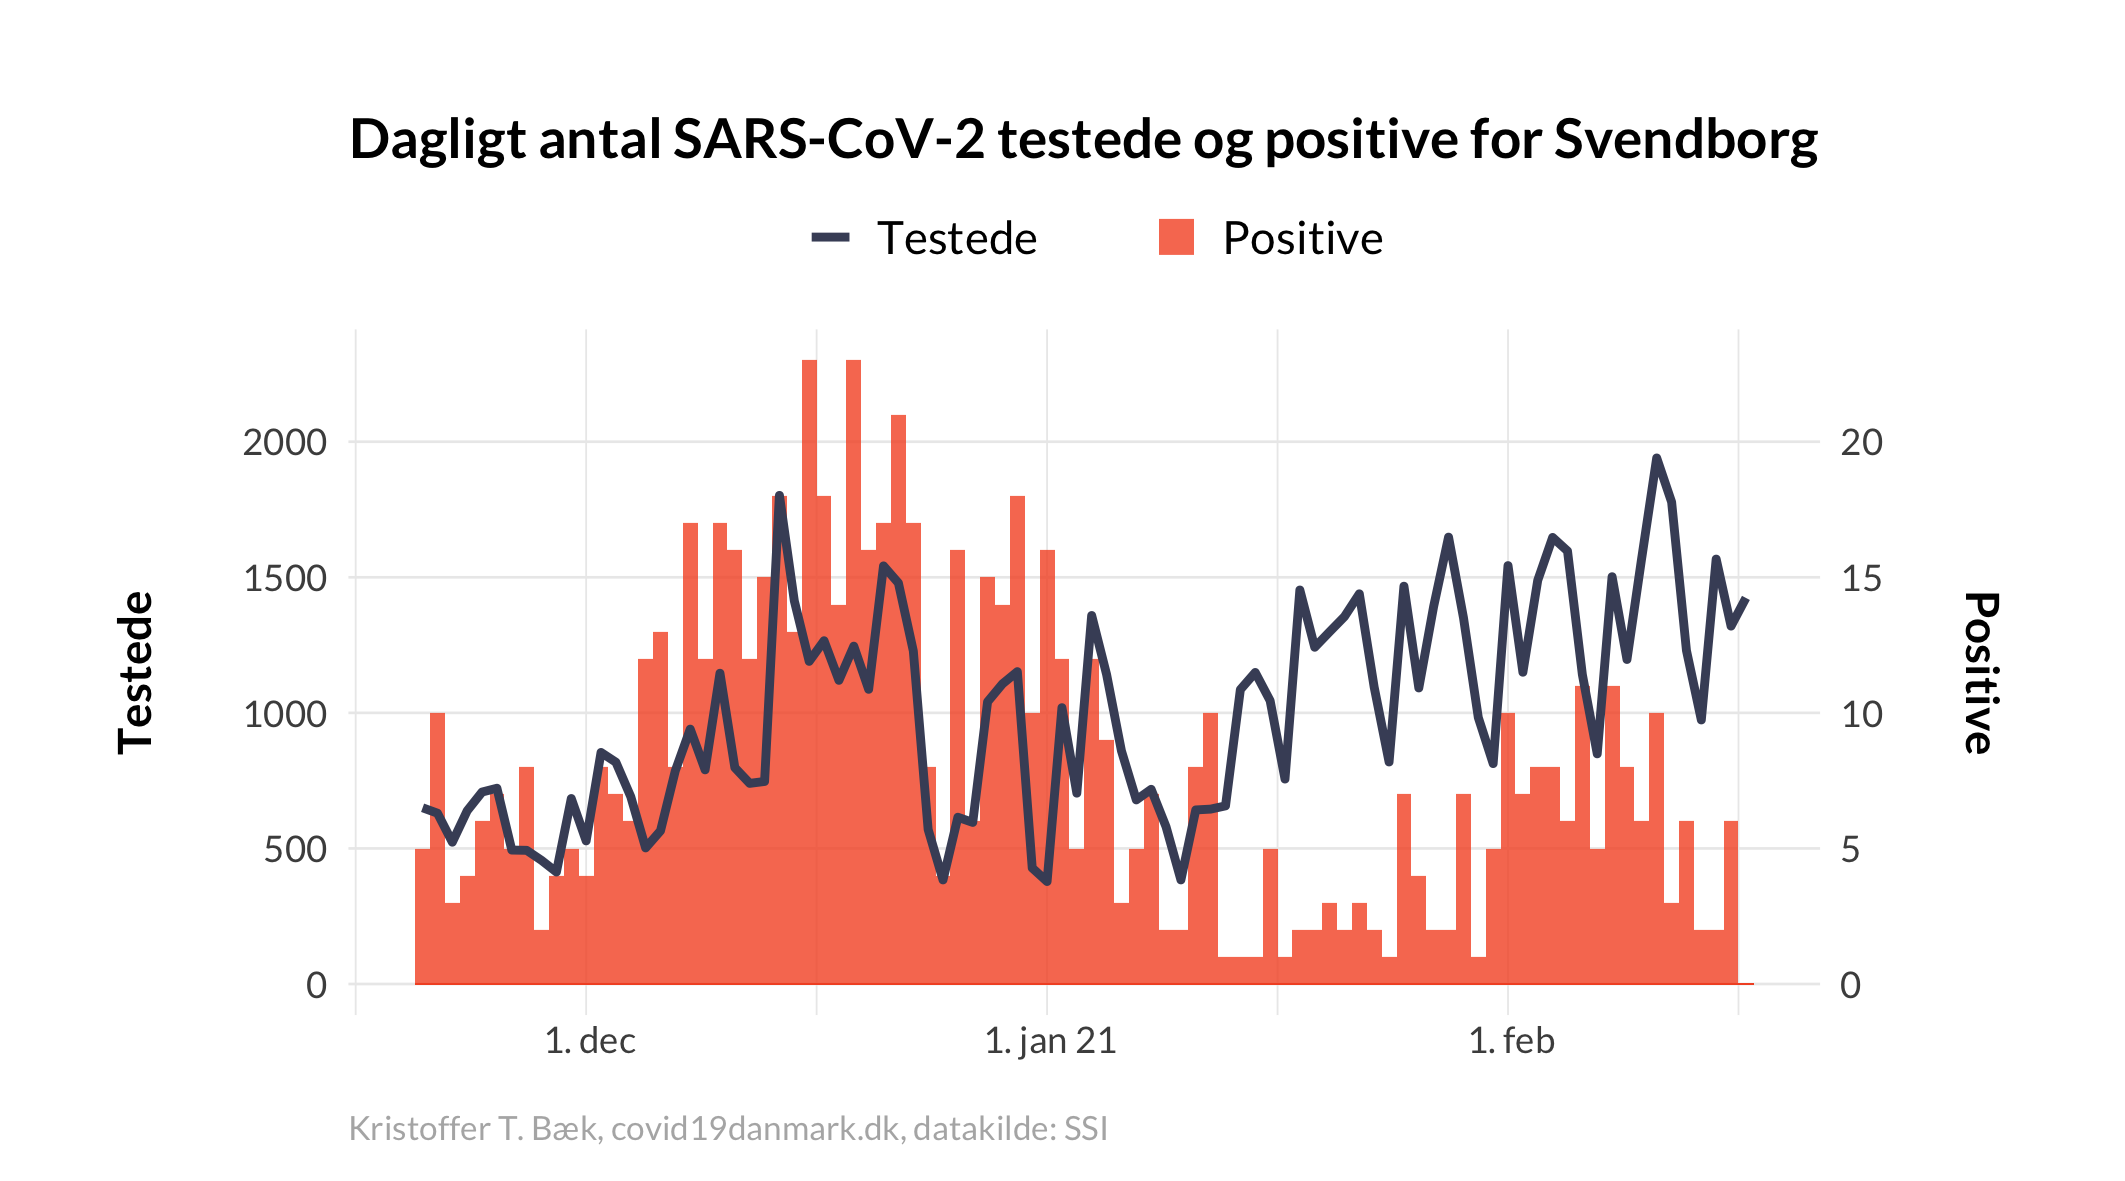 Dagligt antal SARS-CoV-2 testede og positive for Svendborg
Testede Positive
2000 20
1500 15
1000 10
500 5
0 0
Testede
Positive
1. dec 1. jan 21 1. feb
Kristoffer T. Bæk, covid19danmark.dk, datakilde: SSI